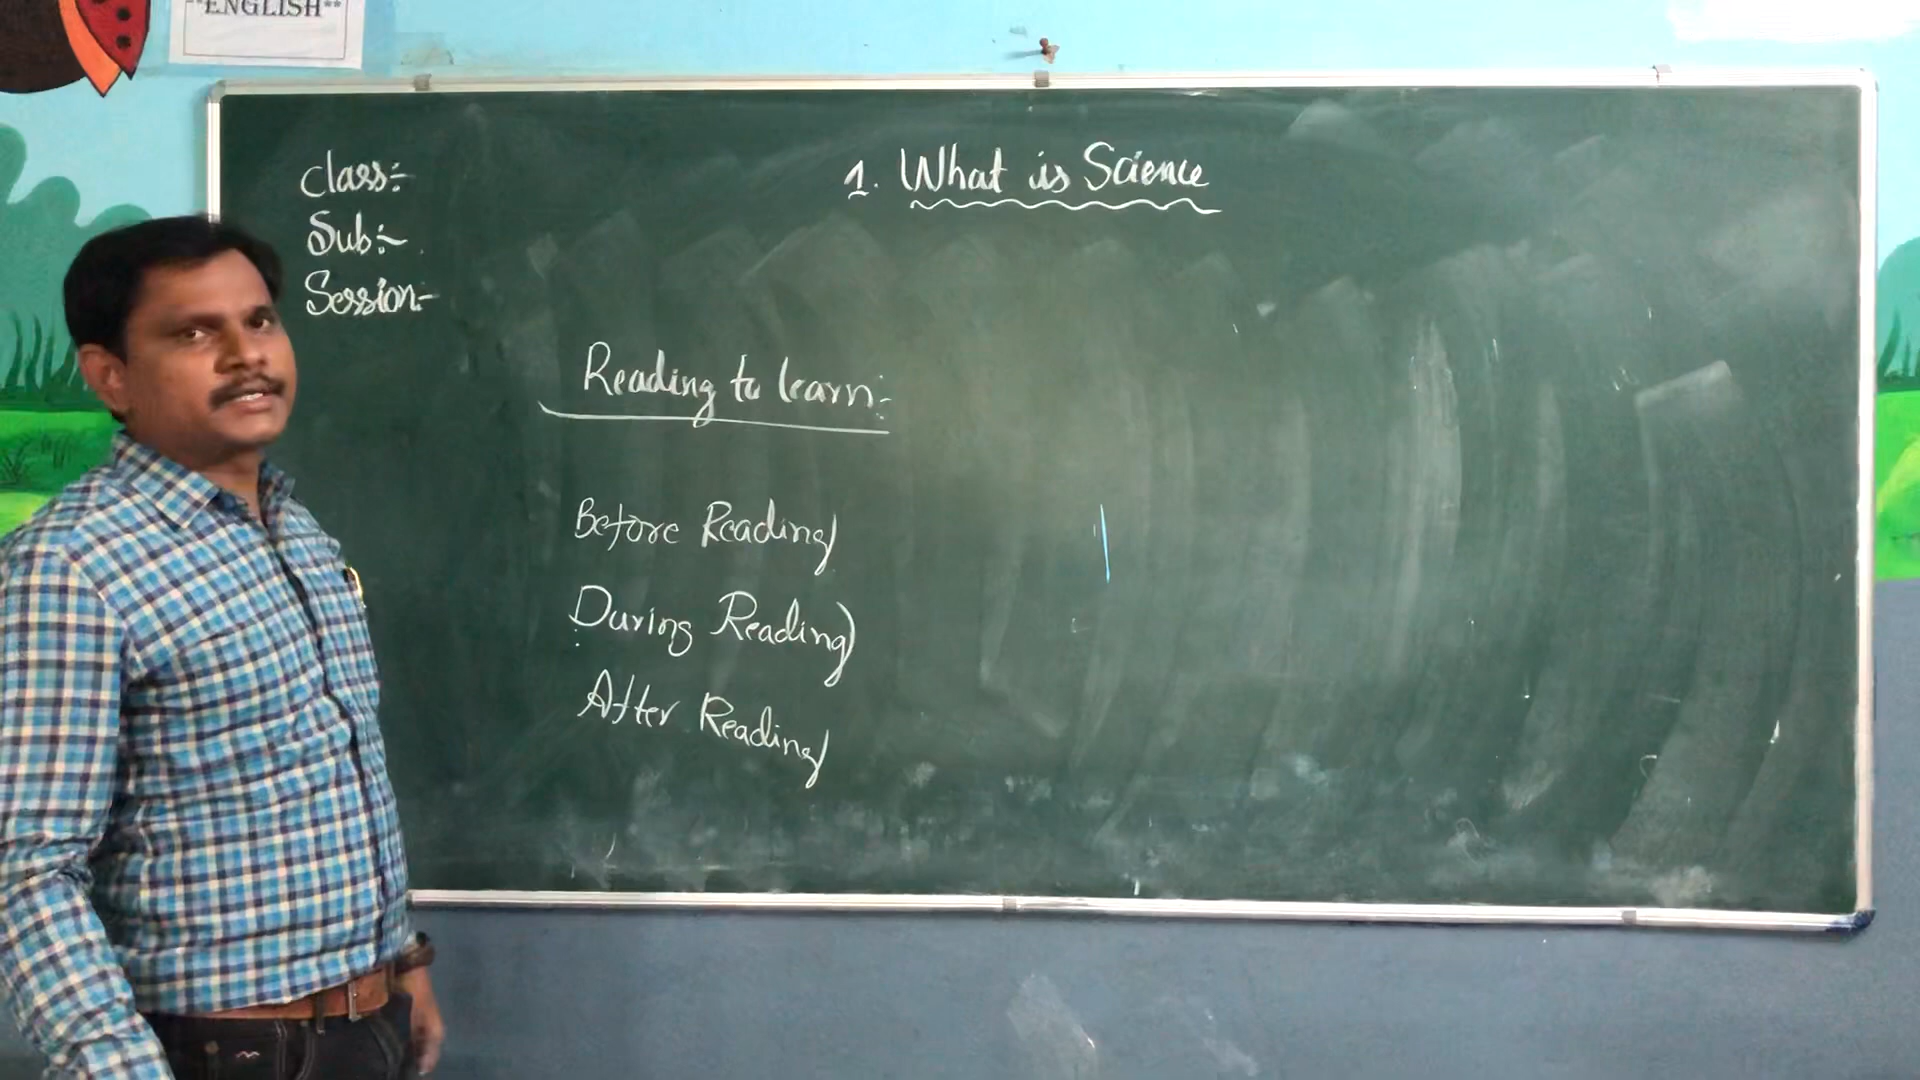 **ENGLISH**
Class:-
Sub:-
Session:-
1. What is Science
Reading to learn:-
Before Reading
During Reading
After Reading